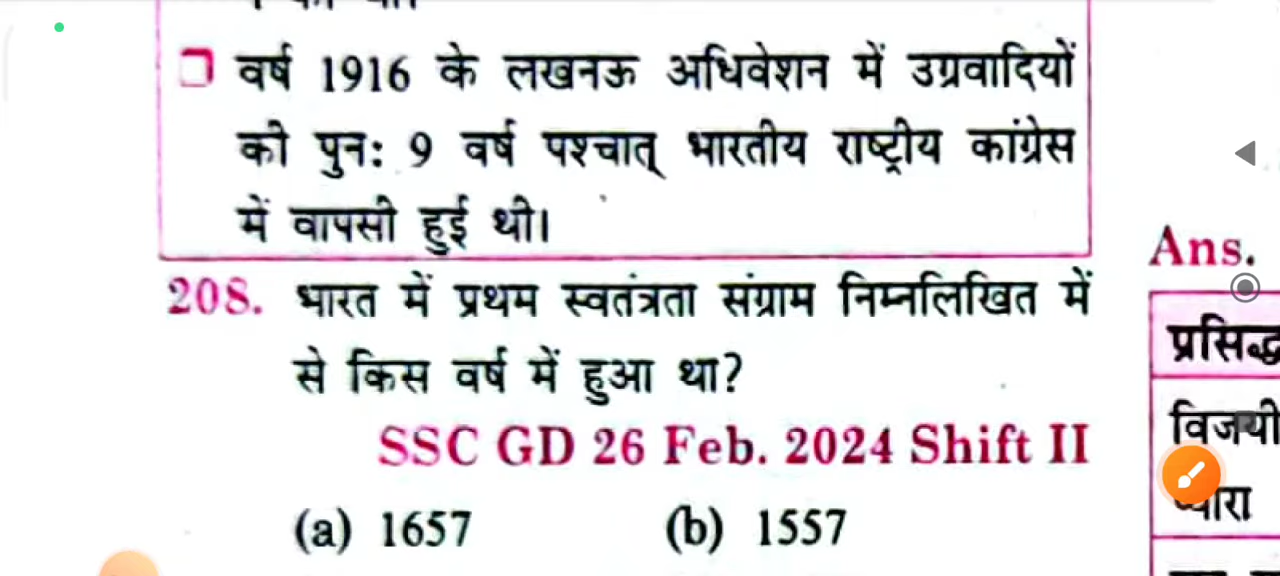 ❑ वर्ष 1916 के लखनऊ अधिवेशन में उग्रवादियों
की पुनः 9 वर्ष पश्चात् भारतीय राष्ट्रीय कांग्रेस
में वापसी हुई थी।
208. भारत में प्रथम स्वतंत्रता संग्राम निम्नलिखित में
से किस वर्ष में हुआ था?
SSC GD 26 Feb. 2024 Shift II
(a) 1657 (b) 1557
Ans.
प्रसिद्ध
विजयी